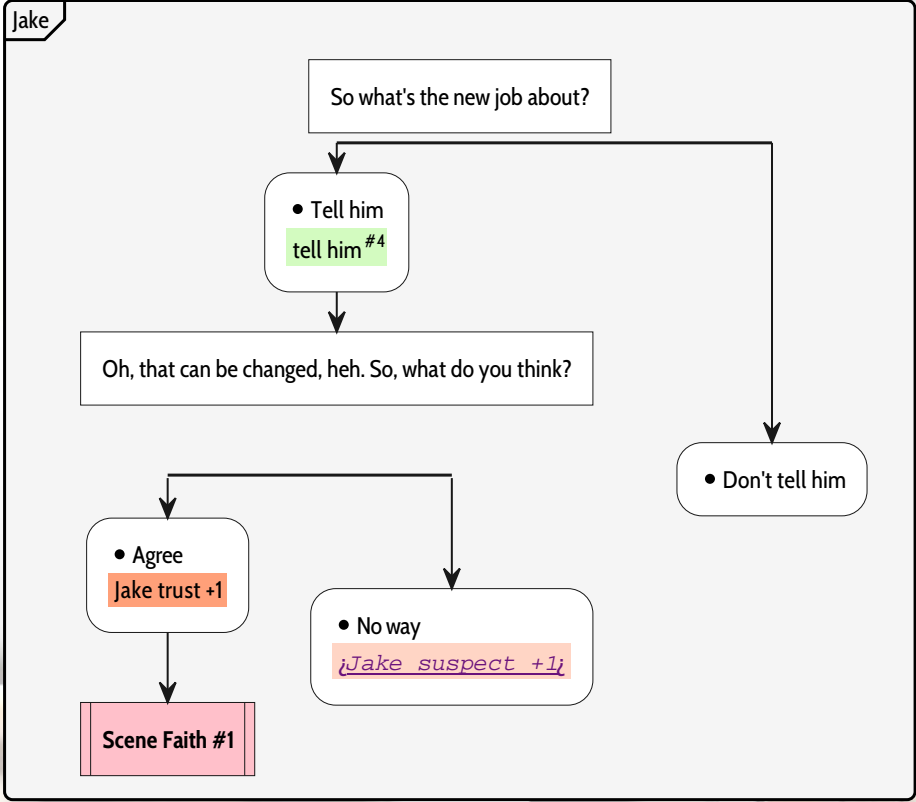 Jake
So what's the new job about?
• Tell him
tell him #4
Oh, that can be changed, heh. So, what do you think?
• Don't tell him
• Agree
Jake trust +1
• No way
¿Jake suspect +1¿
Scene Faith #1